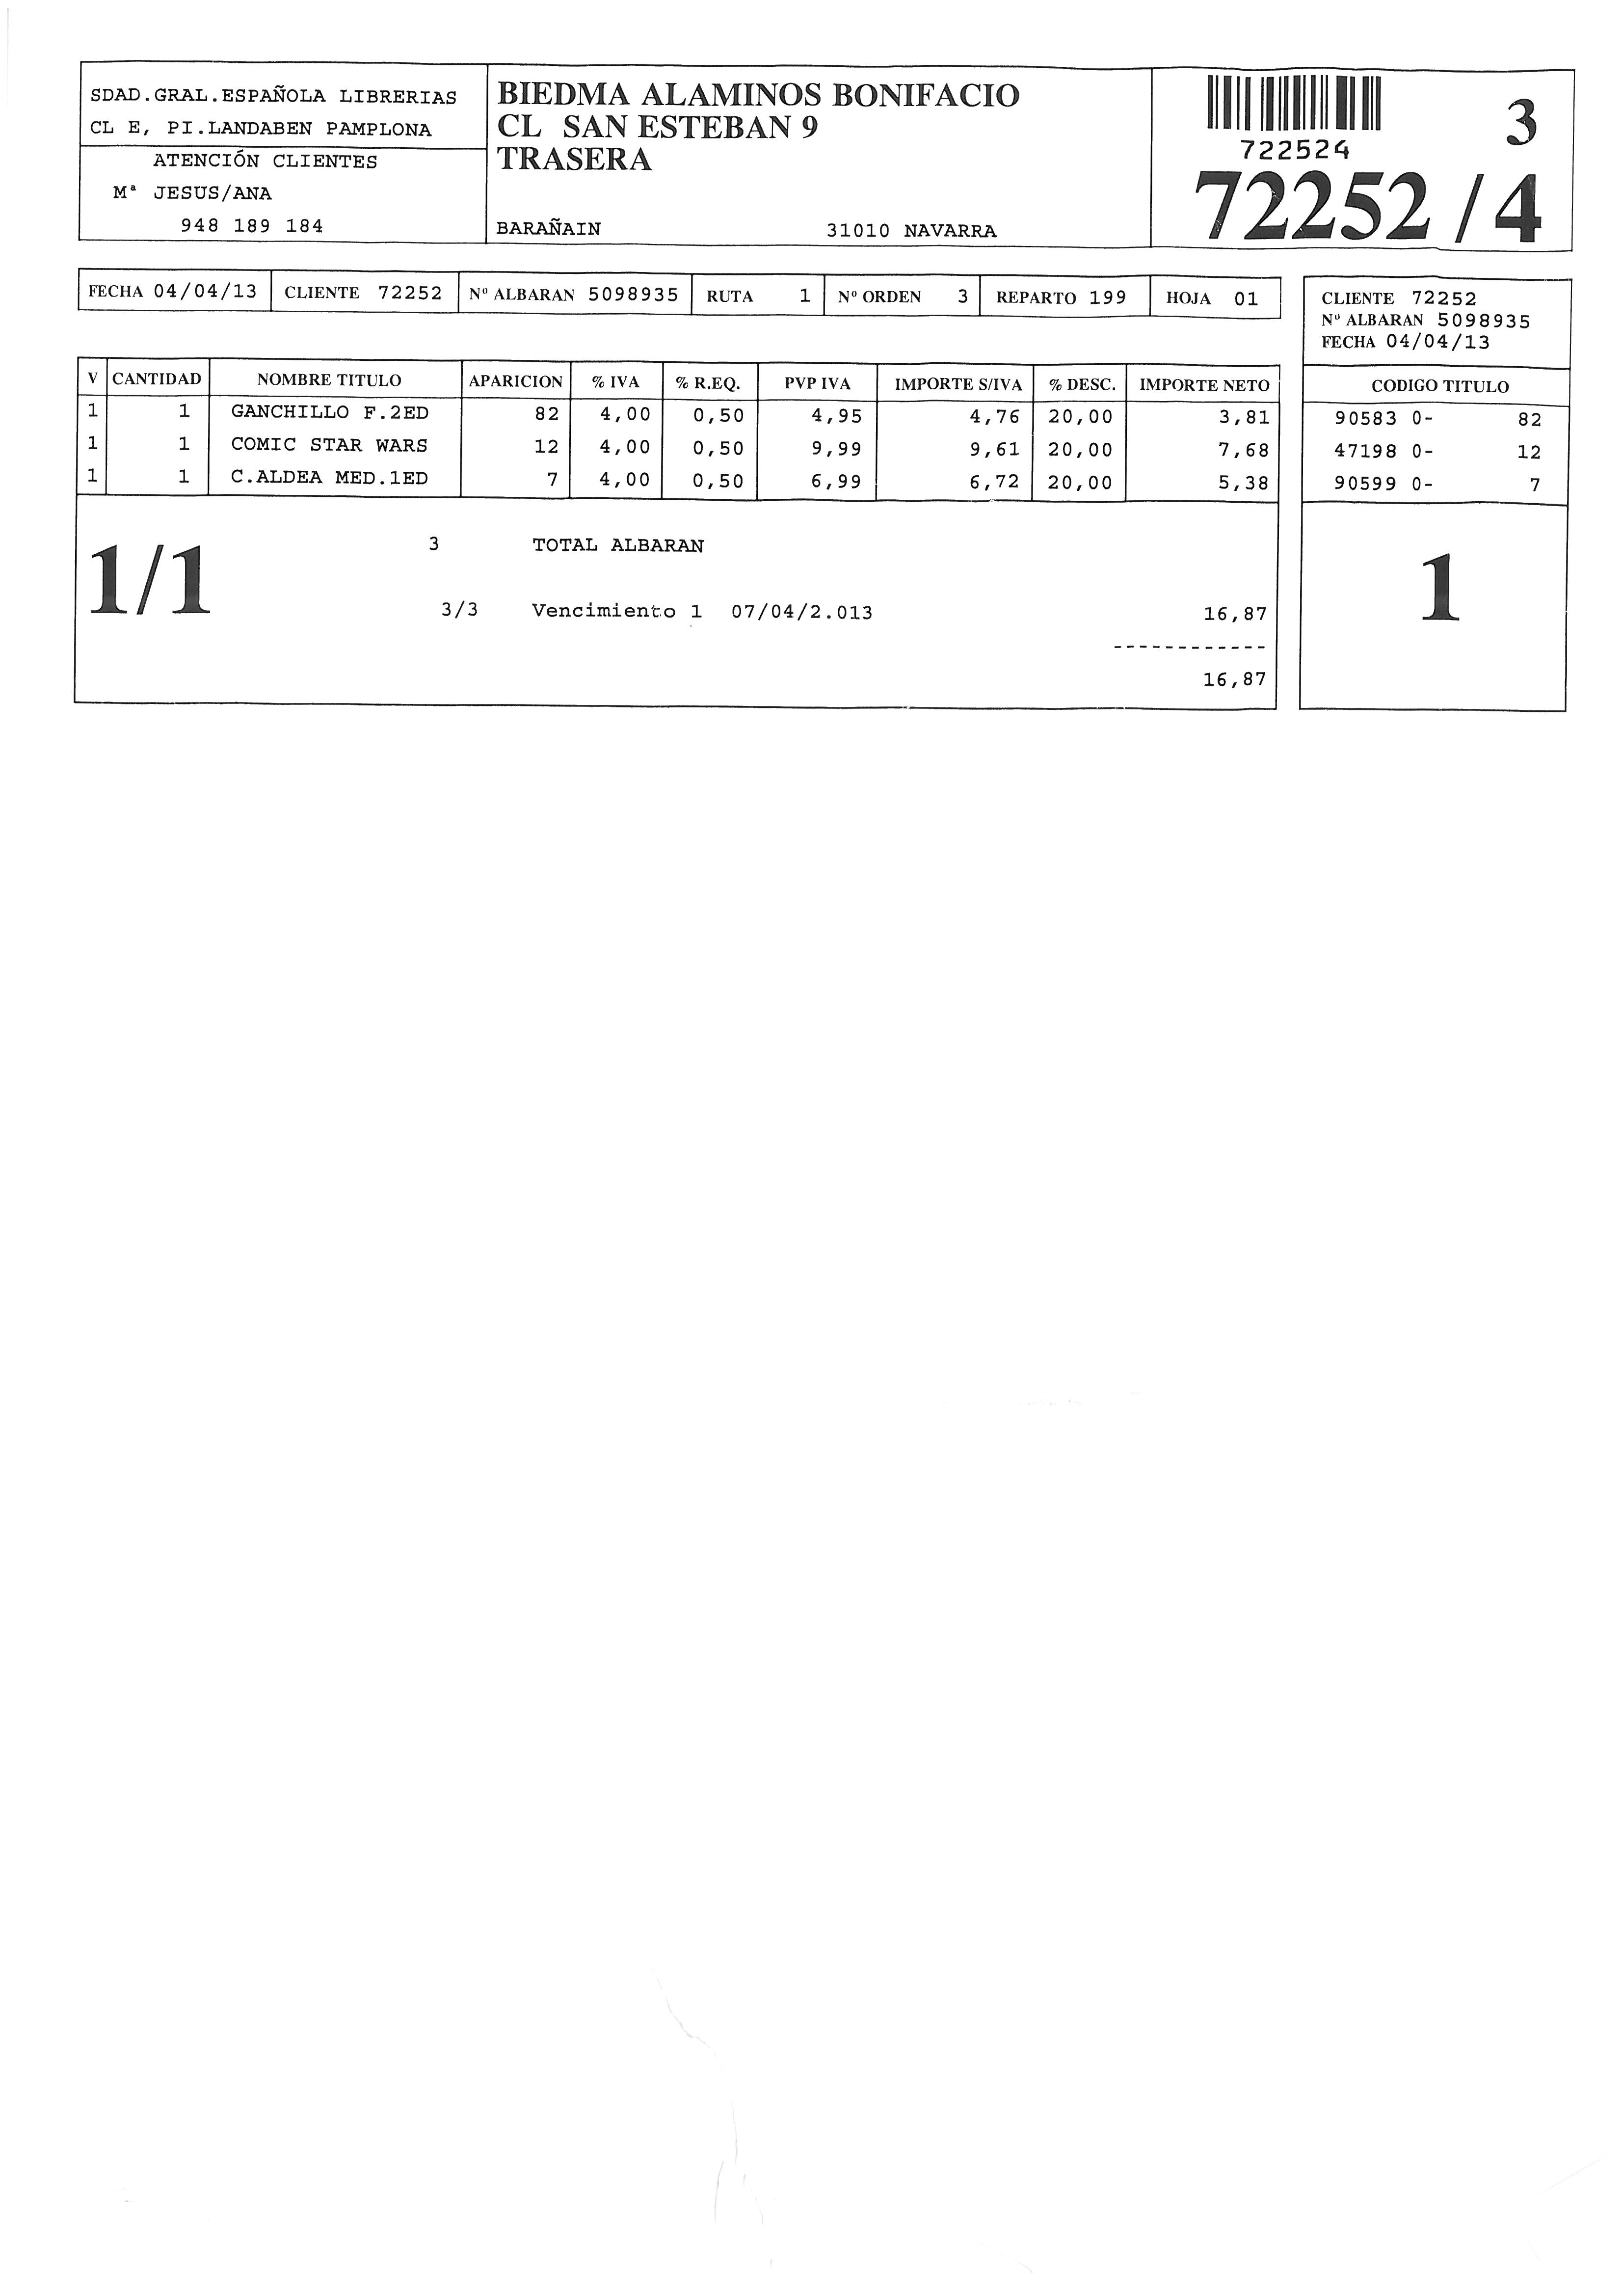 SDAD.GRAL.ESPAÑOLA LIBRERIAS
CL E, PI.LANDABEN PAMPLONA
ATENCIÓN CLIENTES
Mª JESUS/ANA
948 189 184
BIEDMA ALAMINOS BONIFACIO
CL SAN ESTEBAN 9
TRASERA
BARAÑAIN 31010 NAVARRA
3
722524
72252 / 4
FECHA 04/04/13 CLIENTE 72252 Nº ALBARAN 5098935 RUTA 1 Nº ORDEN 3 REPARTO 199 HOJA 01
CLIENTE 72252
Nº ALBARAN 5098935
FECHA 04/04/13
V CANTIDAD NOMBRE TITULO APARICION % IVA % R.EQ. PVP IVA IMPORTE S/IVA % DESC. IMPORTE NETO CODIGO TITULO
1 1 GANCHILLO F.2ED 82 4,00 0,50 4,95 4,76 20,00 3,81 90583 0- 82
1 1 COMIC STAR WARS 12 4,00 0,50 9,99 9,61 20,00 7,68 47198 0- 12
1 1 C.ALDEA MED.1ED 7 4,00 0,50 6,99 6,72 20,00 5,38 90599 0- 7
3 TOTAL ALBARAN
1/1 1
3/3 Vencimiento 1 07/04/2.013 16,87
------------
16,87